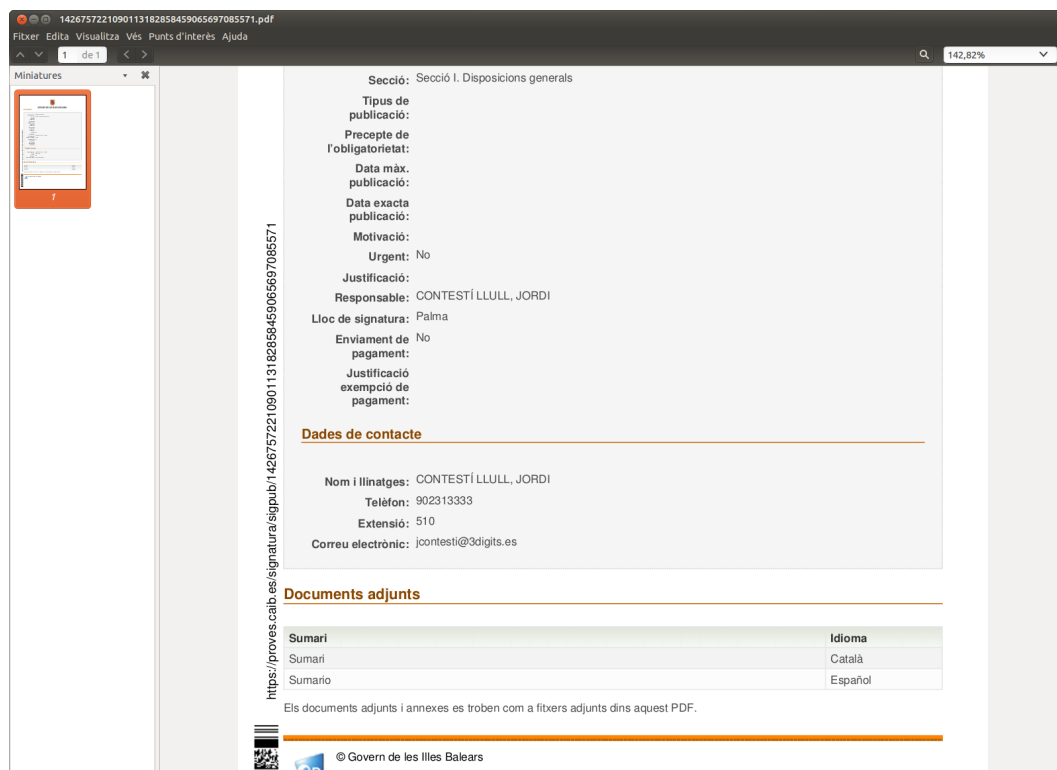 14267572210901131828584590656970855​71.pdf
Fitxer Edita Visualitza Vés Punts d'interès Ajuda
1 de 1 142,82%
Miniatures
1
Secció: Secció I. Disposicions generals
Tipus de
publicació:
Precepte de
l'obligatorietat:
Data màx.
publicació:
Data exacta
publicació:
Motivació:
Urgent: No
Justificació:
Responsable: CONTESTÍ LLULL, JORDI
Lloc de signatura: Palma
Enviament de No
pagament:
Justificació
exempció de
pagament:
Dades de contacte
Nom i llinatges: CONTESTÍ LLULL, JORDI
Telèfon: 902313333
Extensió: 510
Correu electrònic: jcontesti@3digits.es
https://proves.caib.es/signatura/sigpub/1426757221090113182858459065697085571
Documents adjunts
Sumari Idioma
Sumari Català
Sumario Español
Els documents adjunts i annexes es troben com a fitxers adjunts dins aquest PDF.
© Govern de les Illes Balears